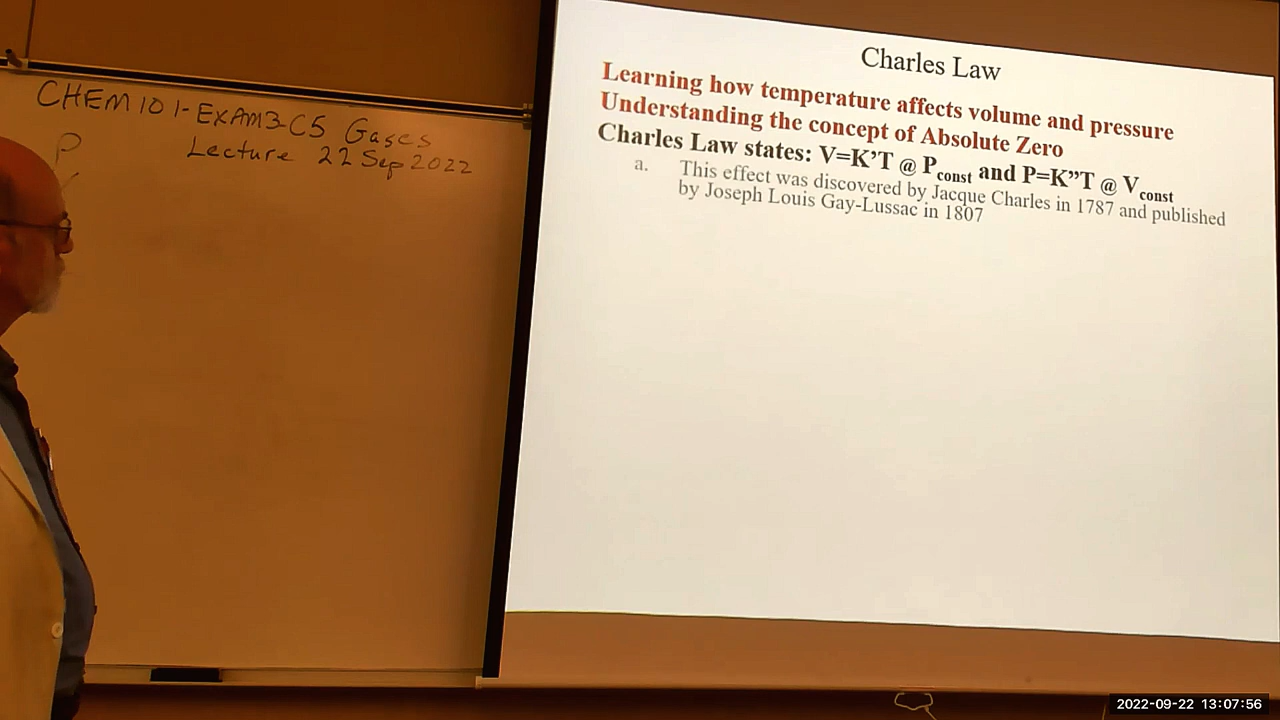 CHEM 101-EXAM3-C5 Gases
Lecture 22 Sep 2022
P
Charles Law
Learning how temperature affects volume and pressure
Understanding the concept of Absolute Zero
Charles Law states: V=K’T @ Pconst and P=K”T @ Vconst
a. This effect was discovered by Jacque Charles in 1787 and published
by Joseph Louis Gay-Lussac in 1807
2022-09-22 13:07:56